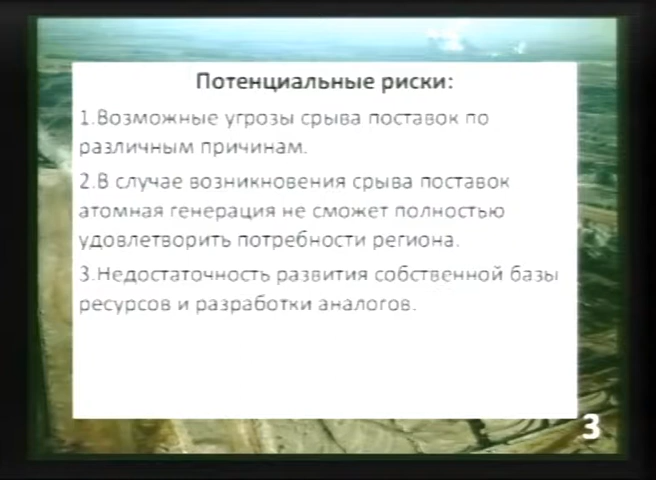 Потенциальные риски:
1.Возможные угрозы срыва поставок по
различным причинам.
2.В случае возникновения срыва поставок
атомная генерация не сможет полностью
удовлетворить потребности региона.
3.Недостаточность развития собственной базы
ресурсов и разработки аналогов.
3